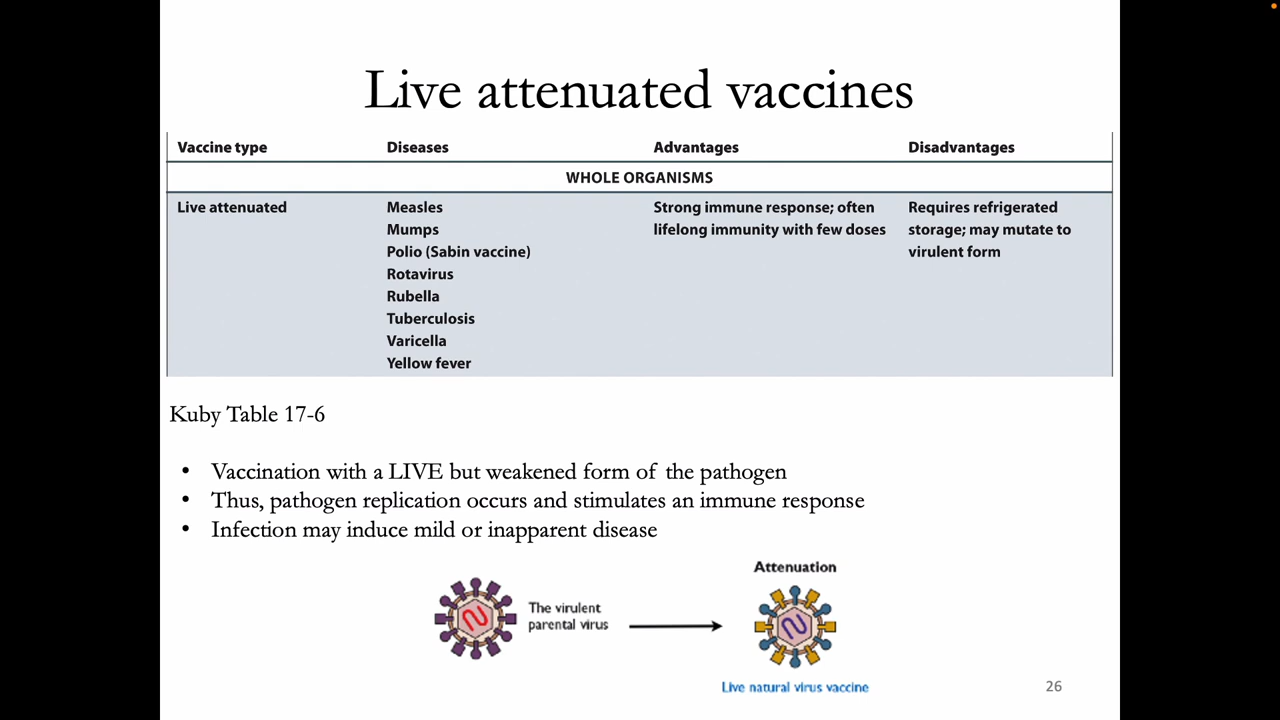 Live attenuated vaccines
Vaccine type Diseases Advantages Disadvantages
WHOLE ORGANISMS
Live attenuated Measles Strong immune response; often Requires refrigerated
Mumps lifelong immunity with few doses storage; may mutate to
Polio (Sabin vaccine) virulent form
Rotavirus
Rubella
Tuberculosis
Varicella
Yellow fever
Kuby Table 17-6
• Vaccination with a LIVE but weakened form of the pathogen
• Thus, pathogen replication occurs and stimulates an immune response
• Infection may induce mild or inapparent disease
Attenuation
The virulent
parental virus
Live natural virus vaccine
26